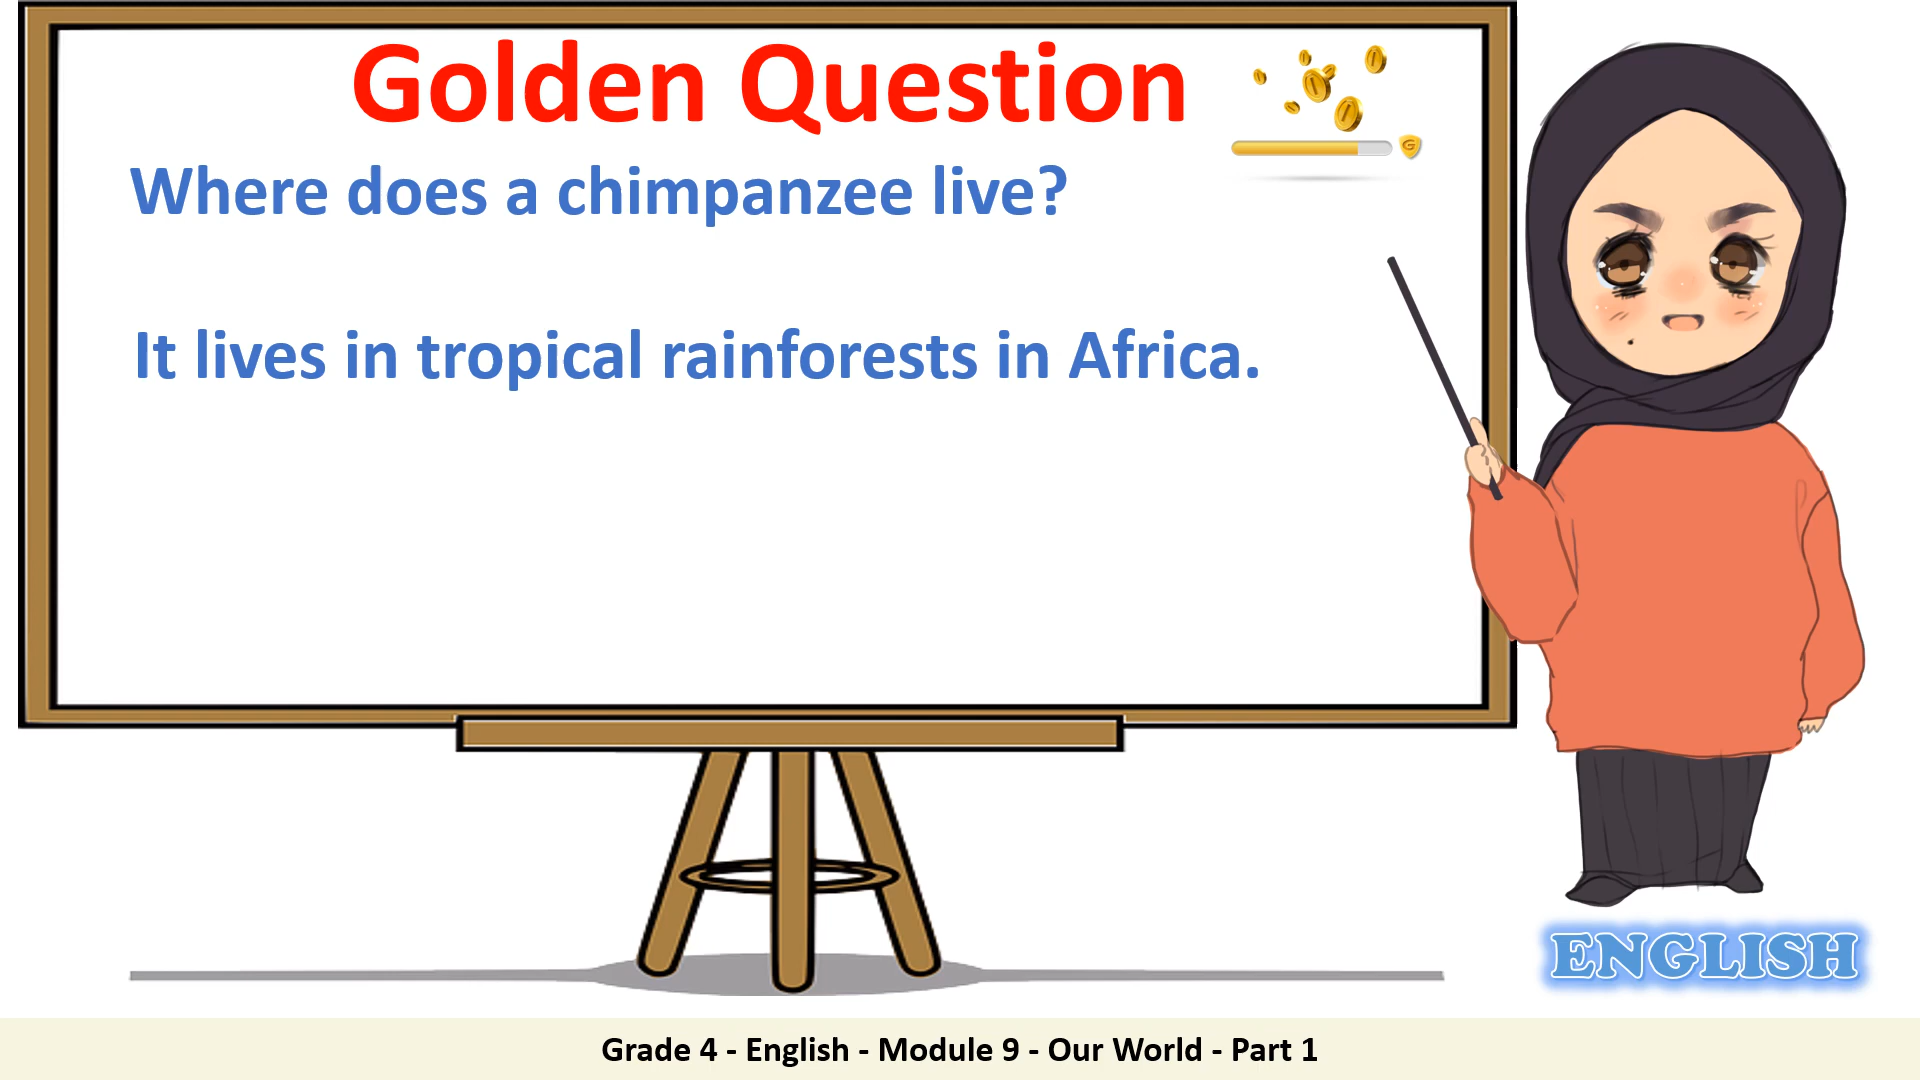 Golden Question
Where does a chimpanzee live?
It lives in tropical rainforests in Africa.
G
ENGLISH
Grade 4 - English - Module 9 - Our World - Part 1